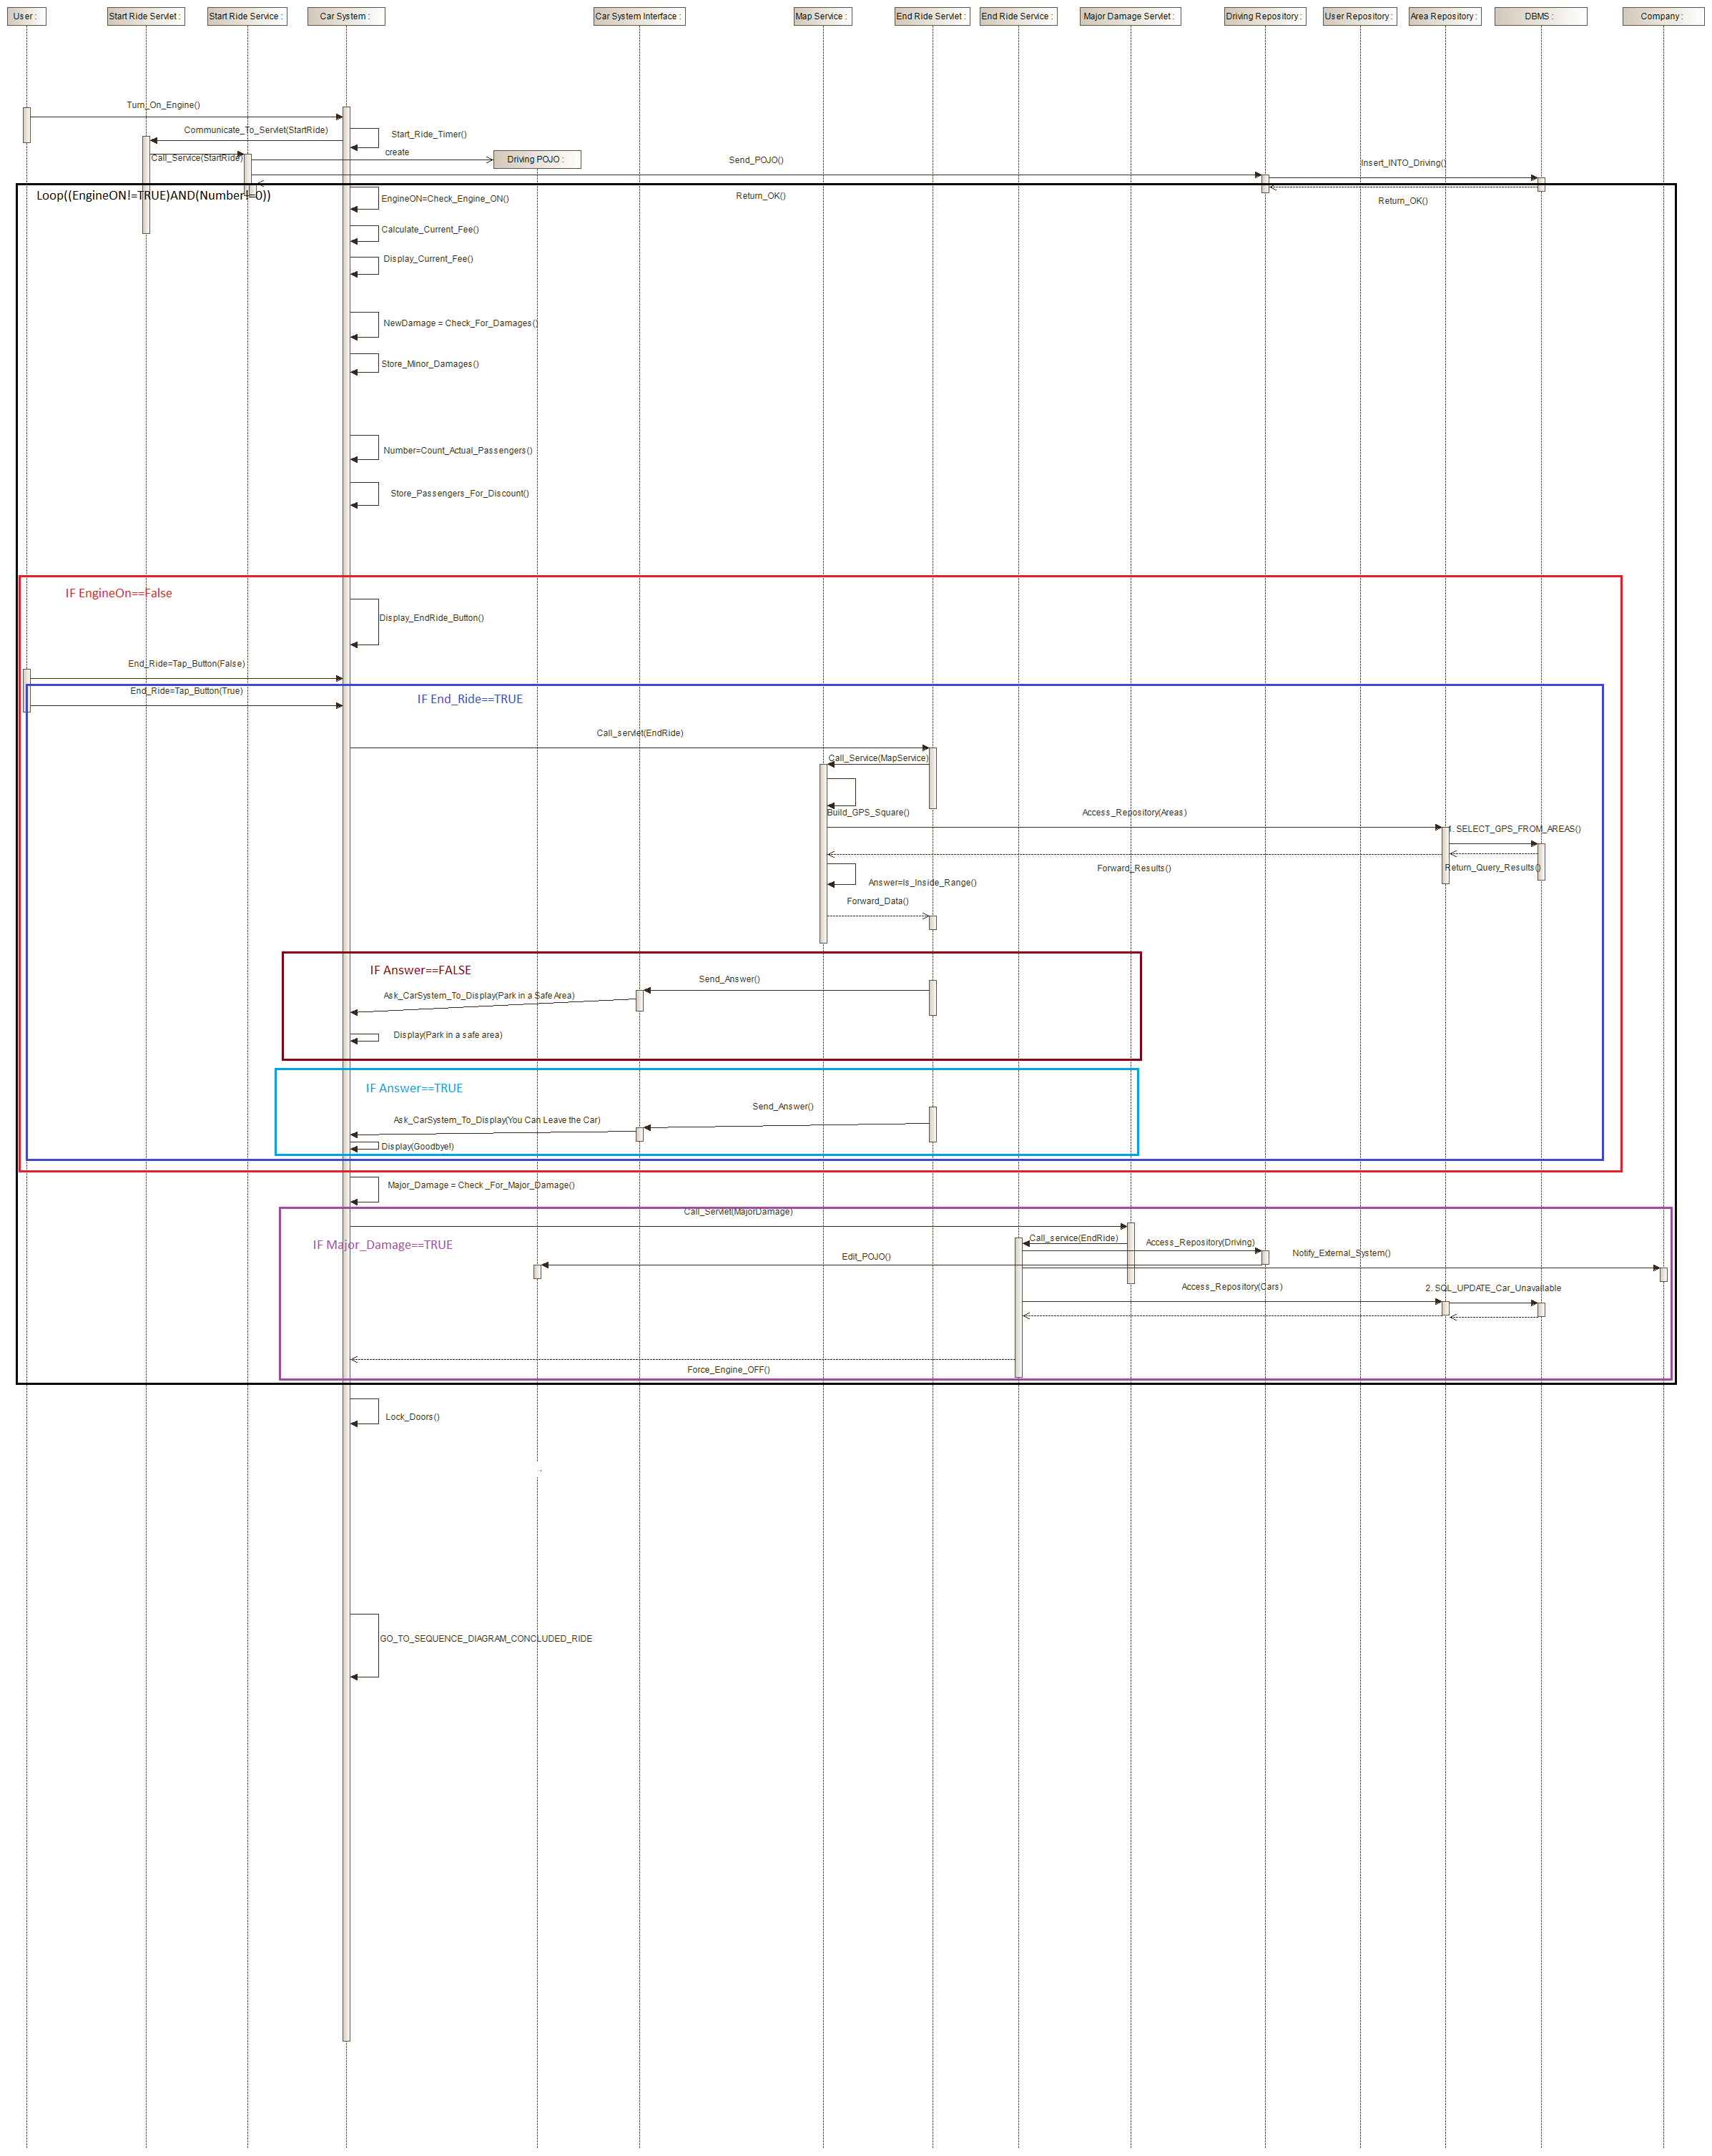 User :
Start Ride Servlet :
Start Ride Service :
Car System :
Car System Interface :
Map Service :
End Ride Servlet :
End Ride Service :
Major Damage Servlet :
Driving Repository :
User Repository :
Area Repository :
DBMS :
Company :
Turn_On_Engine()
Communicate_To_Servlet(StartRide)
Start_Ride_Timer()
Call_Service(StartRide)
create
Driving POJO :
Send_POJO()
Insert_INTO_Driving()
Loop((EngineON!=TRUE)AND(Number!=0))
EngineON=Check_Engine_ON()
Return_OK()
Return_OK()
Calculate_Current_Fee()
Display_Current_Fee()
NewDamage = Check_For_Damages()
Store_Minor_Damages()
Number=Count_Actual_Passengers()
Store_Passengers_For_Discount()
IF EngineOn==False
Display_EndRide_Button()
End_Ride=Tap_Button(False)
End_Ride=Tap_Button(True)
IF End_Ride==TRUE
Call_servlet(EndRide)
Call_Service(MapService)
Build_GPS_Square()
Access_Repository(Areas)
1. SELECT_GPS_FROM_AREAS()
Forward_Results()
Return_Query_Results()
Answer=Is_Inside_Range()
Forward_Data()
IF Answer==FALSE
Send_Answer()
Ask_CarSystem_To_Display(Park in a Safe Area)
Display(Park in a safe area)
IF Answer==TRUE
Send_Answer()
Ask_CarSystem_To_Display(You Can Leave the Car)
Display(Goodbye!)
Major_Damage = Check _For_Major_Damage()
Call_Servlet(MajorDamage)
IF Major_Damage==TRUE
Call_service(EndRide)
Access_Repository(Driving)
Edit_POJO()
Notify_External_System()
Access_Repository(Cars)
2. SQL_UPDATE_Car_Unavailable
Force_Engine_OFF()
Lock_Doors()
GO_TO_SEQUENCE_DIAGRAM_CONCLUDED_RIDE